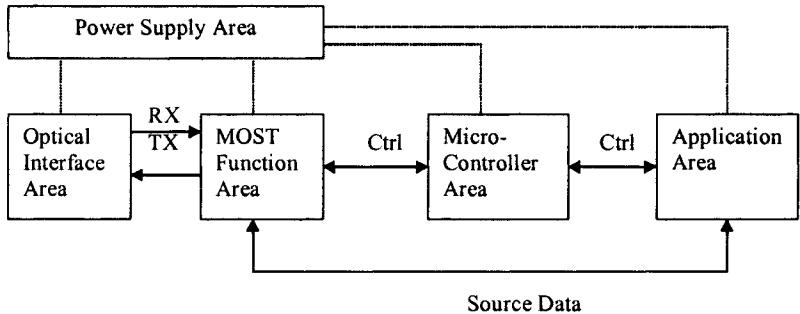 Power Supply Area
RX
TX
Optical
Interface
Area
MOST
Function
Area
Ctrl
Micro-
Controller
Area
Ctrl
Application
Area
Source Data